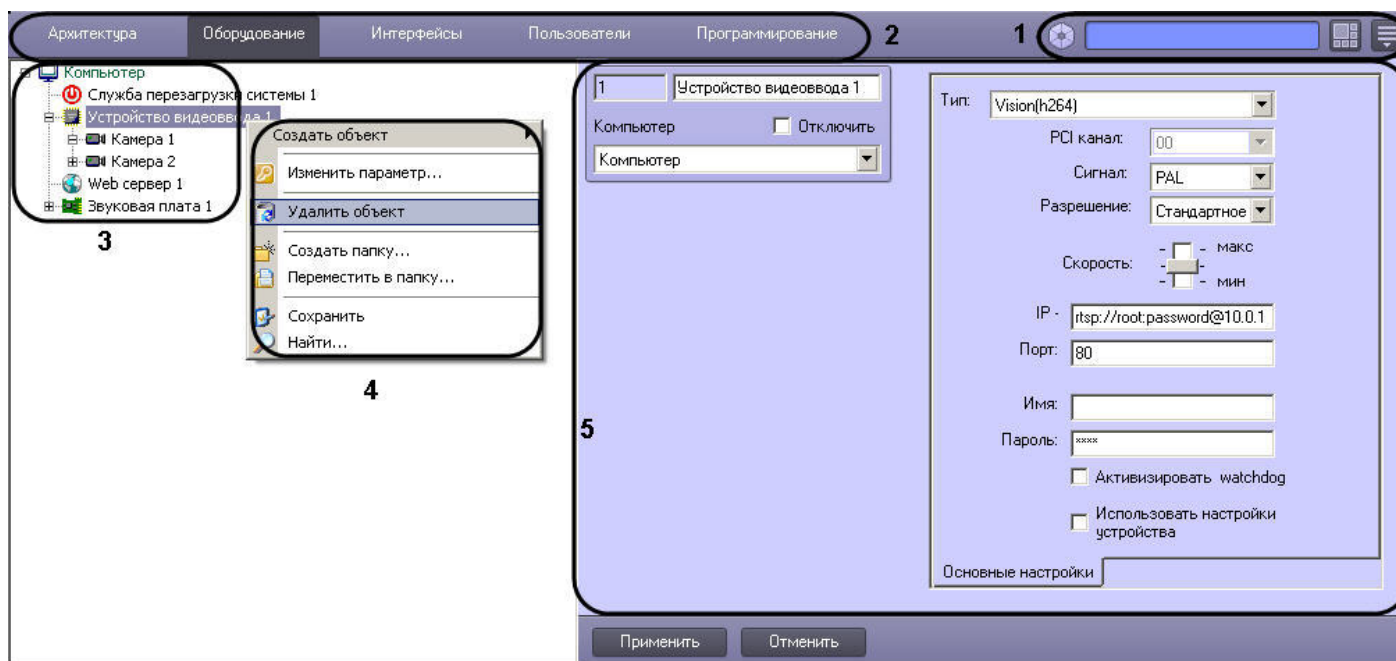 Архитектура
Оборудование
Интерфейсы
Пользователи
Программирование
2
1
Компьютер
Служба перезагрузки системы 1
Устройство видеоввода 1
Камера 1
Камера 2
Web сервер 1
Звуковая плата 1
3
Создать объект
Изменить параметр...
Удалить объект
Создать папку...
Переместить в папку...
Сохранить
Найти...
4
1
Устройство видеоввода 1
Компьютер
Отключить
Компьютер
5
Тип:
Vision(h264)
PCI канал:
00
Сигнал:
PAL
Разрешение:
Стандартное
Скорость:
макс
мин
IP -
rtsp://root:password@10.0.1
Порт:
80
Имя:
Пароль:
****
Активизировать watchdog
Использовать настройки
устройства
Основные настройки
Применить
Отменить